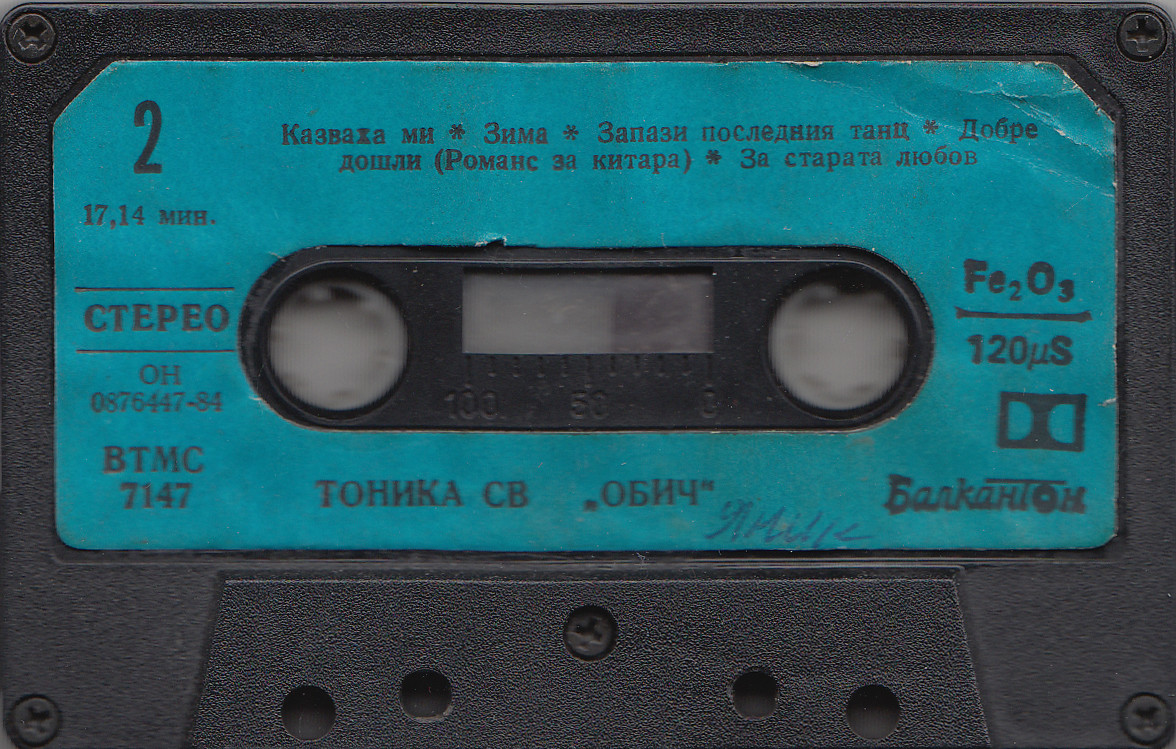 2
Казваха ми * Зима * Запази последния танц * Добре
дошли (Романс за китара) * За старата любов
17,14 мин.
СТЕРЕО
ОН
0876447-84
ВТМС
7147
Fe₂O₃
120µS
100 50 0
ТОНИКА СВ „ОБИЧ“
Балкантон